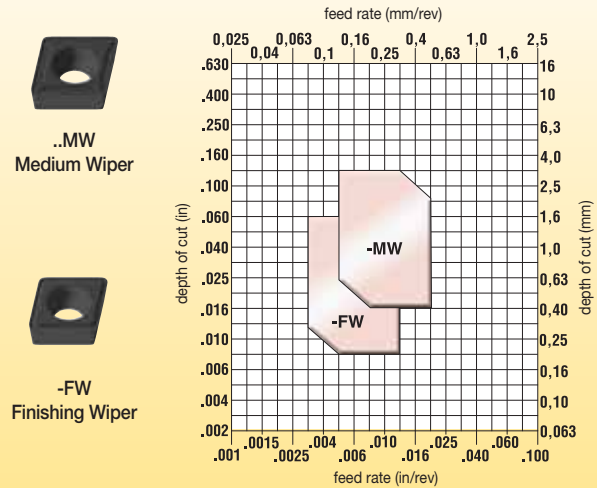 feed rate (mm/rev)
0,025 0,063 0,16 0,4 1,0 2,5
0,04 0,1 0,25 0,63 1,6
.630 16
.400 10
.250 6,3
.160 4,0
.100 2,5
.060 1,6
.040 1,0
.025 0,63
.016 0,40
.010 0,25
.006 0,16
.004 0,10
.002 0,063
depth of cut (in)
depth of cut (mm)
-MW
-FW
..MW
Medium Wiper
-FW
Finishing Wiper
.001 .0025 .006 .016 .040 .100
.0015 .004 .010 .025 .060
feed rate (in/rev)